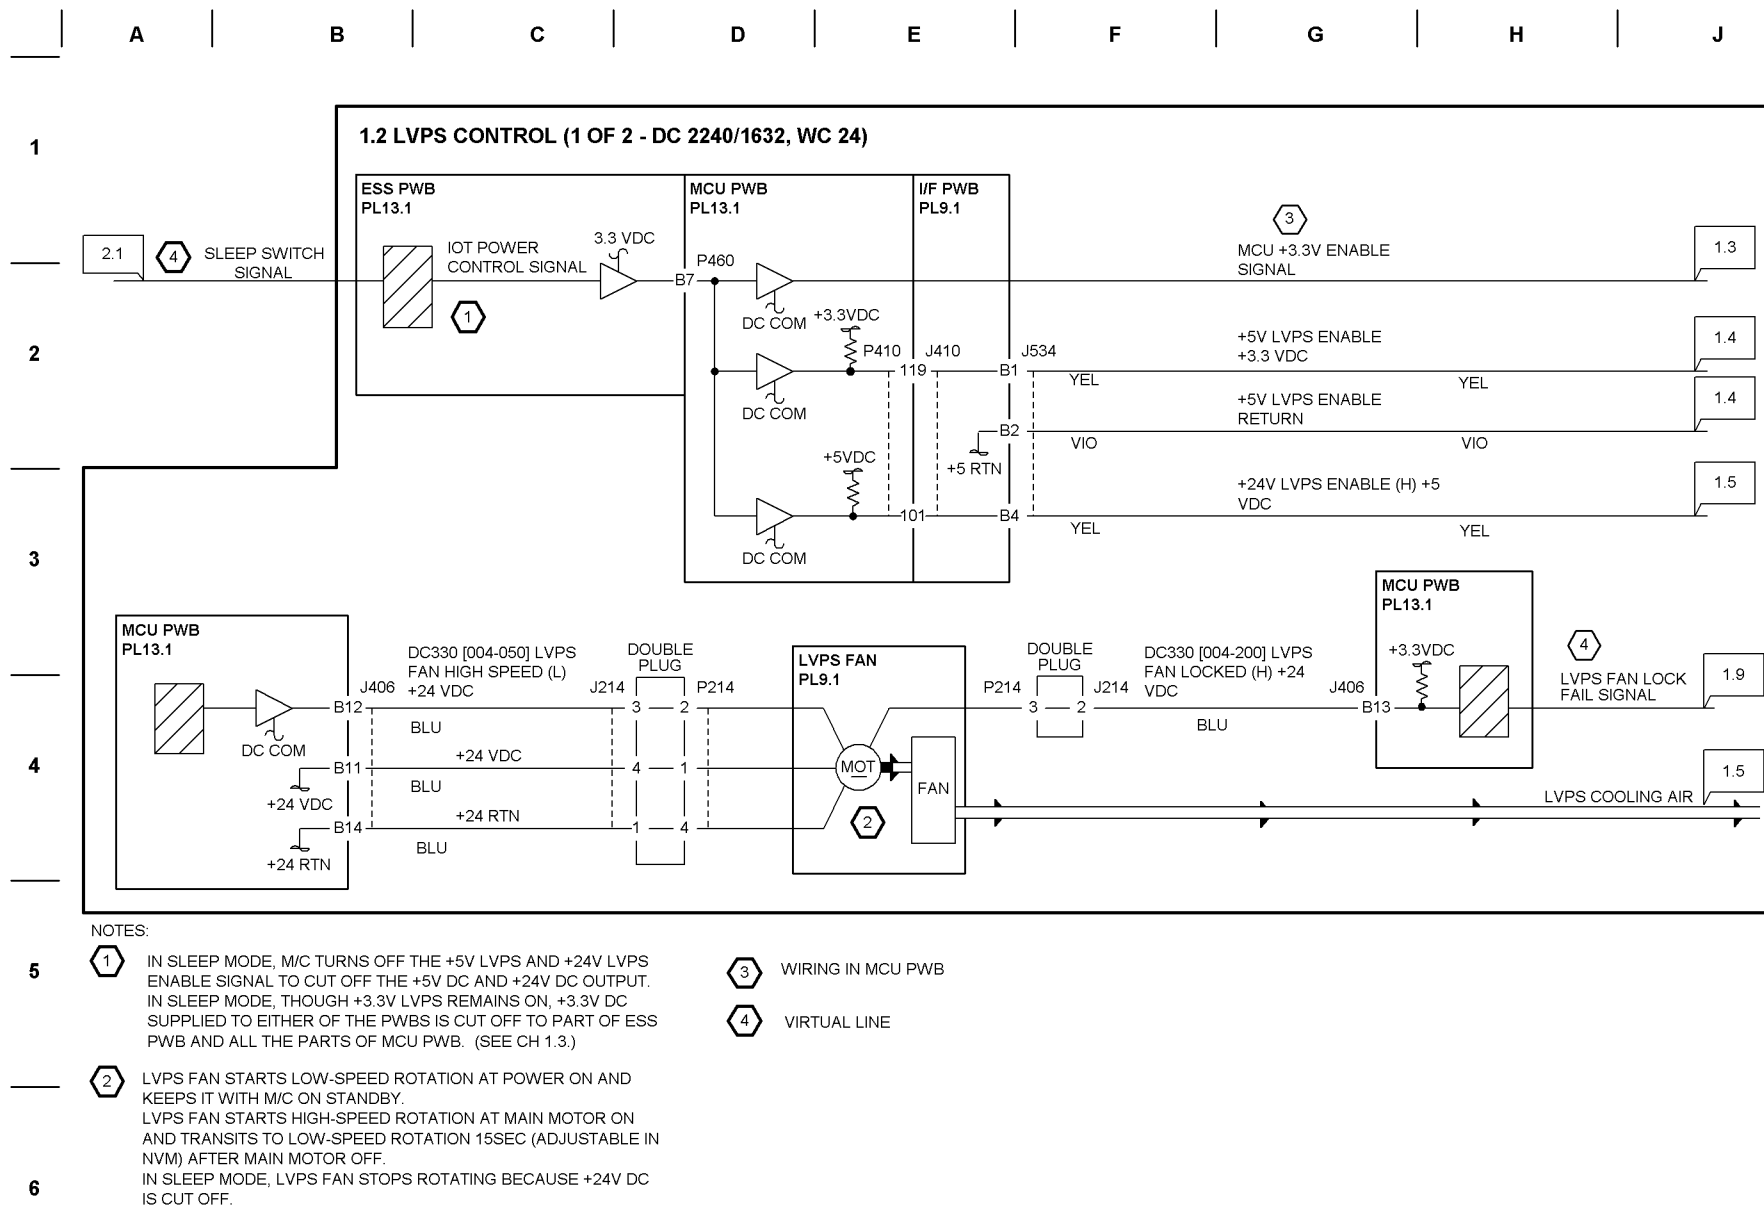 A B C D E F G H J
1
1.2 LVPS CONTROL (1 OF 2 - DC 2240/1632, WC 24)
ESS PWB
PL13.1
MCU PWB
PL13.1
I/F PWB
PL9.1
2.1
4
SLEEP SWITCH
SIGNAL
IOT POWER
CONTROL SIGNAL
1
3.3 VDC
B7
P460
DC COM
3
MCU +3.3V ENABLE
SIGNAL
1.3
2
+3.3VDC
DC COM
P410
J410
J534
119
B1
YEL
+5V LVPS ENABLE
+3.3 VDC
YEL
1.4
B2
+5 RTN
VIO
+5V LVPS ENABLE
RETURN
VIO
1.4
3
+5VDC
DC COM
101
B4
YEL
+24V LVPS ENABLE (H) +5
VDC
YEL
1.5
MCU PWB
PL13.1
DC COM
J406
B12
DC330 [004-050] LVPS
FAN HIGH SPEED (L)
+24 VDC
BLU
DOUBLE
PLUG
J214
P214
3 2
B11
+24 VDC
+24 VDC
BLU
4 1
B14
+24 RTN
+24 RTN
BLU
1 4
4
LVPS FAN
PL9.1
MOT
FAN
2
DOUBLE
PLUG
P214
J214
3 2
DC330 [004-200] LVPS
FAN LOCKED (H) +24
VDC
BLU
J406
B13
MCU PWB
PL13.1
+3.3VDC
4
LVPS FAN LOCK
FAIL SIGNAL
1.9
LVPS COOLING AIR
1.5
NOTES:
5
1
IN SLEEP MODE, M/C TURNS OFF THE +5V LVPS AND +24V LVPS
ENABLE SIGNAL TO CUT OFF THE +5V DC AND +24V DC OUTPUT.
IN SLEEP MODE, THOUGH +3.3V LVPS REMAINS ON, +3.3V DC
SUPPLIED TO EITHER OF THE PWBS IS CUT OFF TO PART OF ESS
PWB AND ALL THE PARTS OF MCU PWB. (SEE CH 1.3.)
2
LVPS FAN STARTS LOW-SPEED ROTATION AT POWER ON AND
KEEPS IT WITH M/C ON STANDBY.
LVPS FAN STARTS HIGH-SPEED ROTATION AT MAIN MOTOR ON
AND TRANSITS TO LOW-SPEED ROTATION 15SEC (ADJUSTABLE IN
NVM) AFTER MAIN MOTOR OFF.
IN SLEEP MODE, LVPS FAN STOPS ROTATING BECAUSE +24V DC
IS CUT OFF.
3
WIRING IN MCU PWB
4
VIRTUAL LINE
6